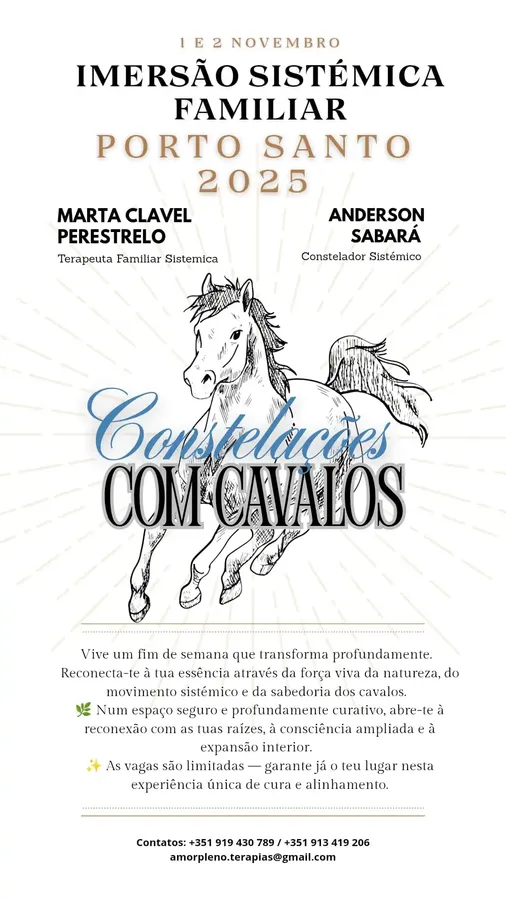 1 E 2 NOVEMBRO
IMERSÃO SISTÉMICA
FAMILIAR
PORTO SANTO
2025
MARTA CLAVEL
PERESTRELO
Terapeuta Familiar Sistemica
ANDERSON
SABARÁ
Constelador Sistémico
Constelações
COM CAVALOS
Vive um fim de semana que transforma profundamente.
Reconecta-te à tua essência através da força viva da natureza, do
movimento sistémico e da sabedoria dos cavalos.
🌿 Num espaço seguro e profundamente curativo, abre-te à
reconexão com as tuas raízes, à consciência ampliada e à
expansão interior.
✨ As vagas são limitadas — garante já o teu lugar nesta
experiência única de cura e alinhamento.
Contatos: +351 919 430 789 / +351 913 419 206
amorpleno.terapias@gmail.com